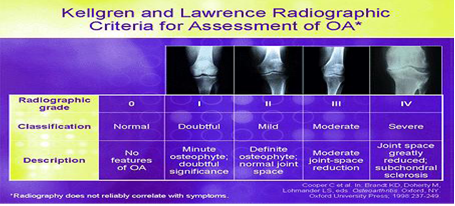 Kellgren and Lawrence Radiographic
Criteria for Assessment of OA*
Radiographic grade 0 I II III IV
Classification Normal Doubtful Mild Moderate Severe
Description No features of OA Minute osteophyte; doubtful significance Definite osteophyte; normal joint space Moderate joint-space reduction Joint space greatly reduced; subchondral sclerosis
Cooper C et al. In: Brandt KD, Doherty M,
Lohmander LS, eds. Osteoarthritis. Oxford, NY:
Oxford University Press; 1998:237-249
*Radiography does not reliably correlate with symptoms.